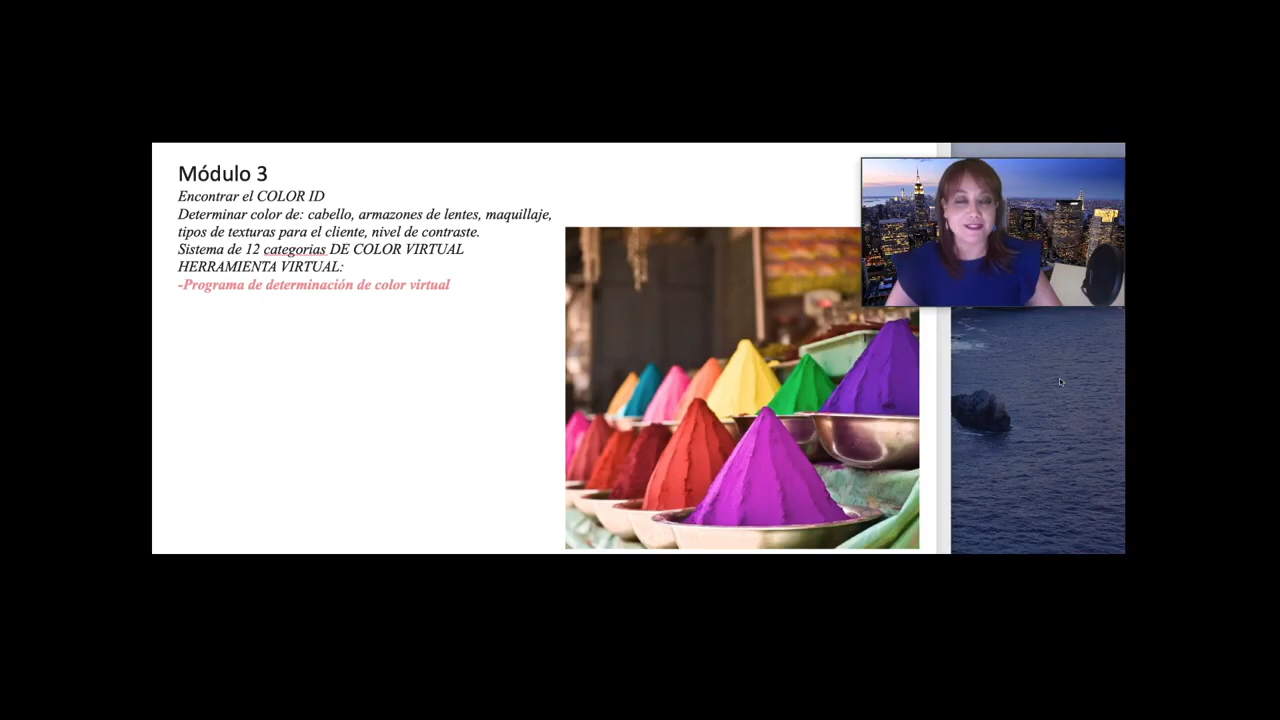 Módulo 3
Encontrar el COLOR ID
Determinar color de: cabello, armazones de lentes, maquillaje,
tipos de texturas para el cliente, nivel de contraste.
Sistema de 12 categorias DE COLOR VIRTUAL
HERRAMIENTA VIRTUAL:
-Programa de determinación de color virtual